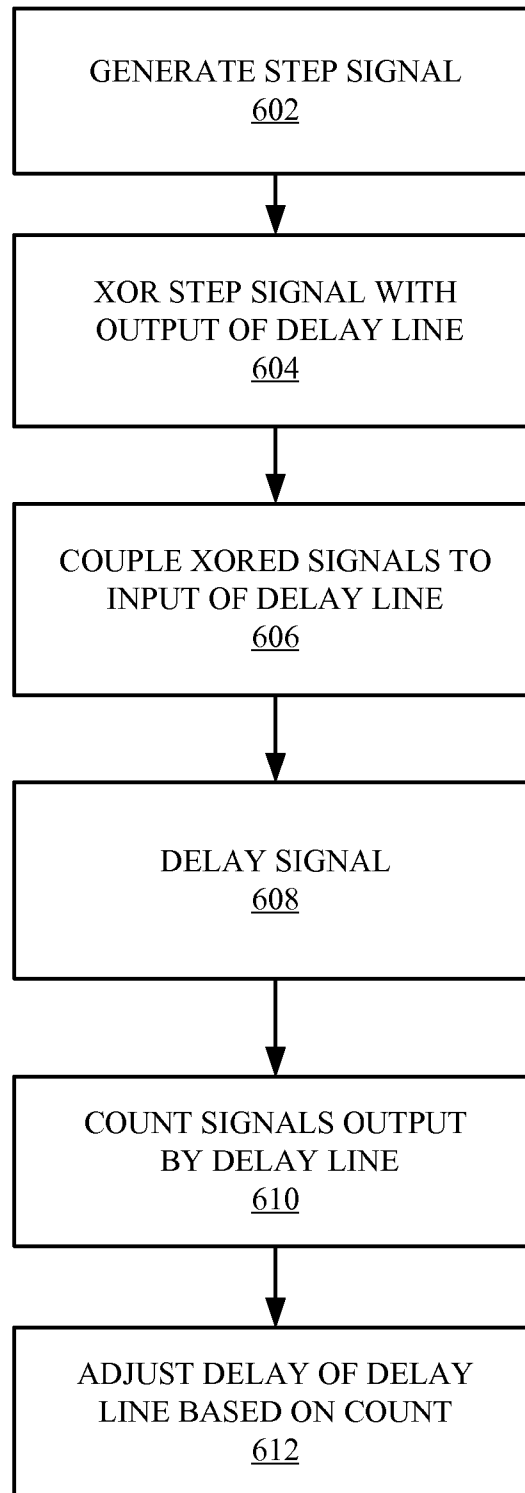 GENERATE STEP SIGNAL
602
XOR STEP SIGNAL WITH
OUTPUT OF DELAY LINE
604
COUPLE XORED SIGNALS TO
INPUT OF DELAY LINE
606
DELAY SIGNAL
608
COUNT SIGNALS OUTPUT
BY DELAY LINE
610
ADJUST DELAY OF DELAY
LINE BASED ON COUNT
612